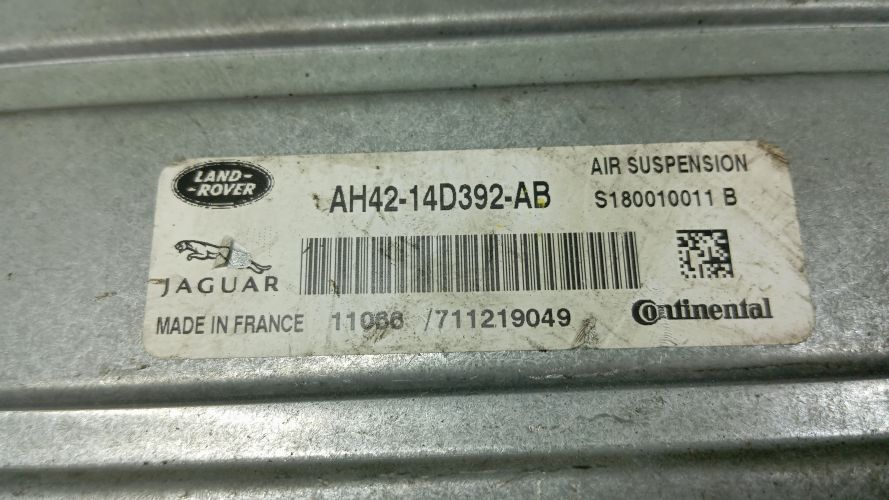 LAND-
-ROVER
AH42-14D392-AB
AIR SUSPENSION
S180010011 B
JAGUAR
MADE IN FRANCE
11066 /711219049
Continental